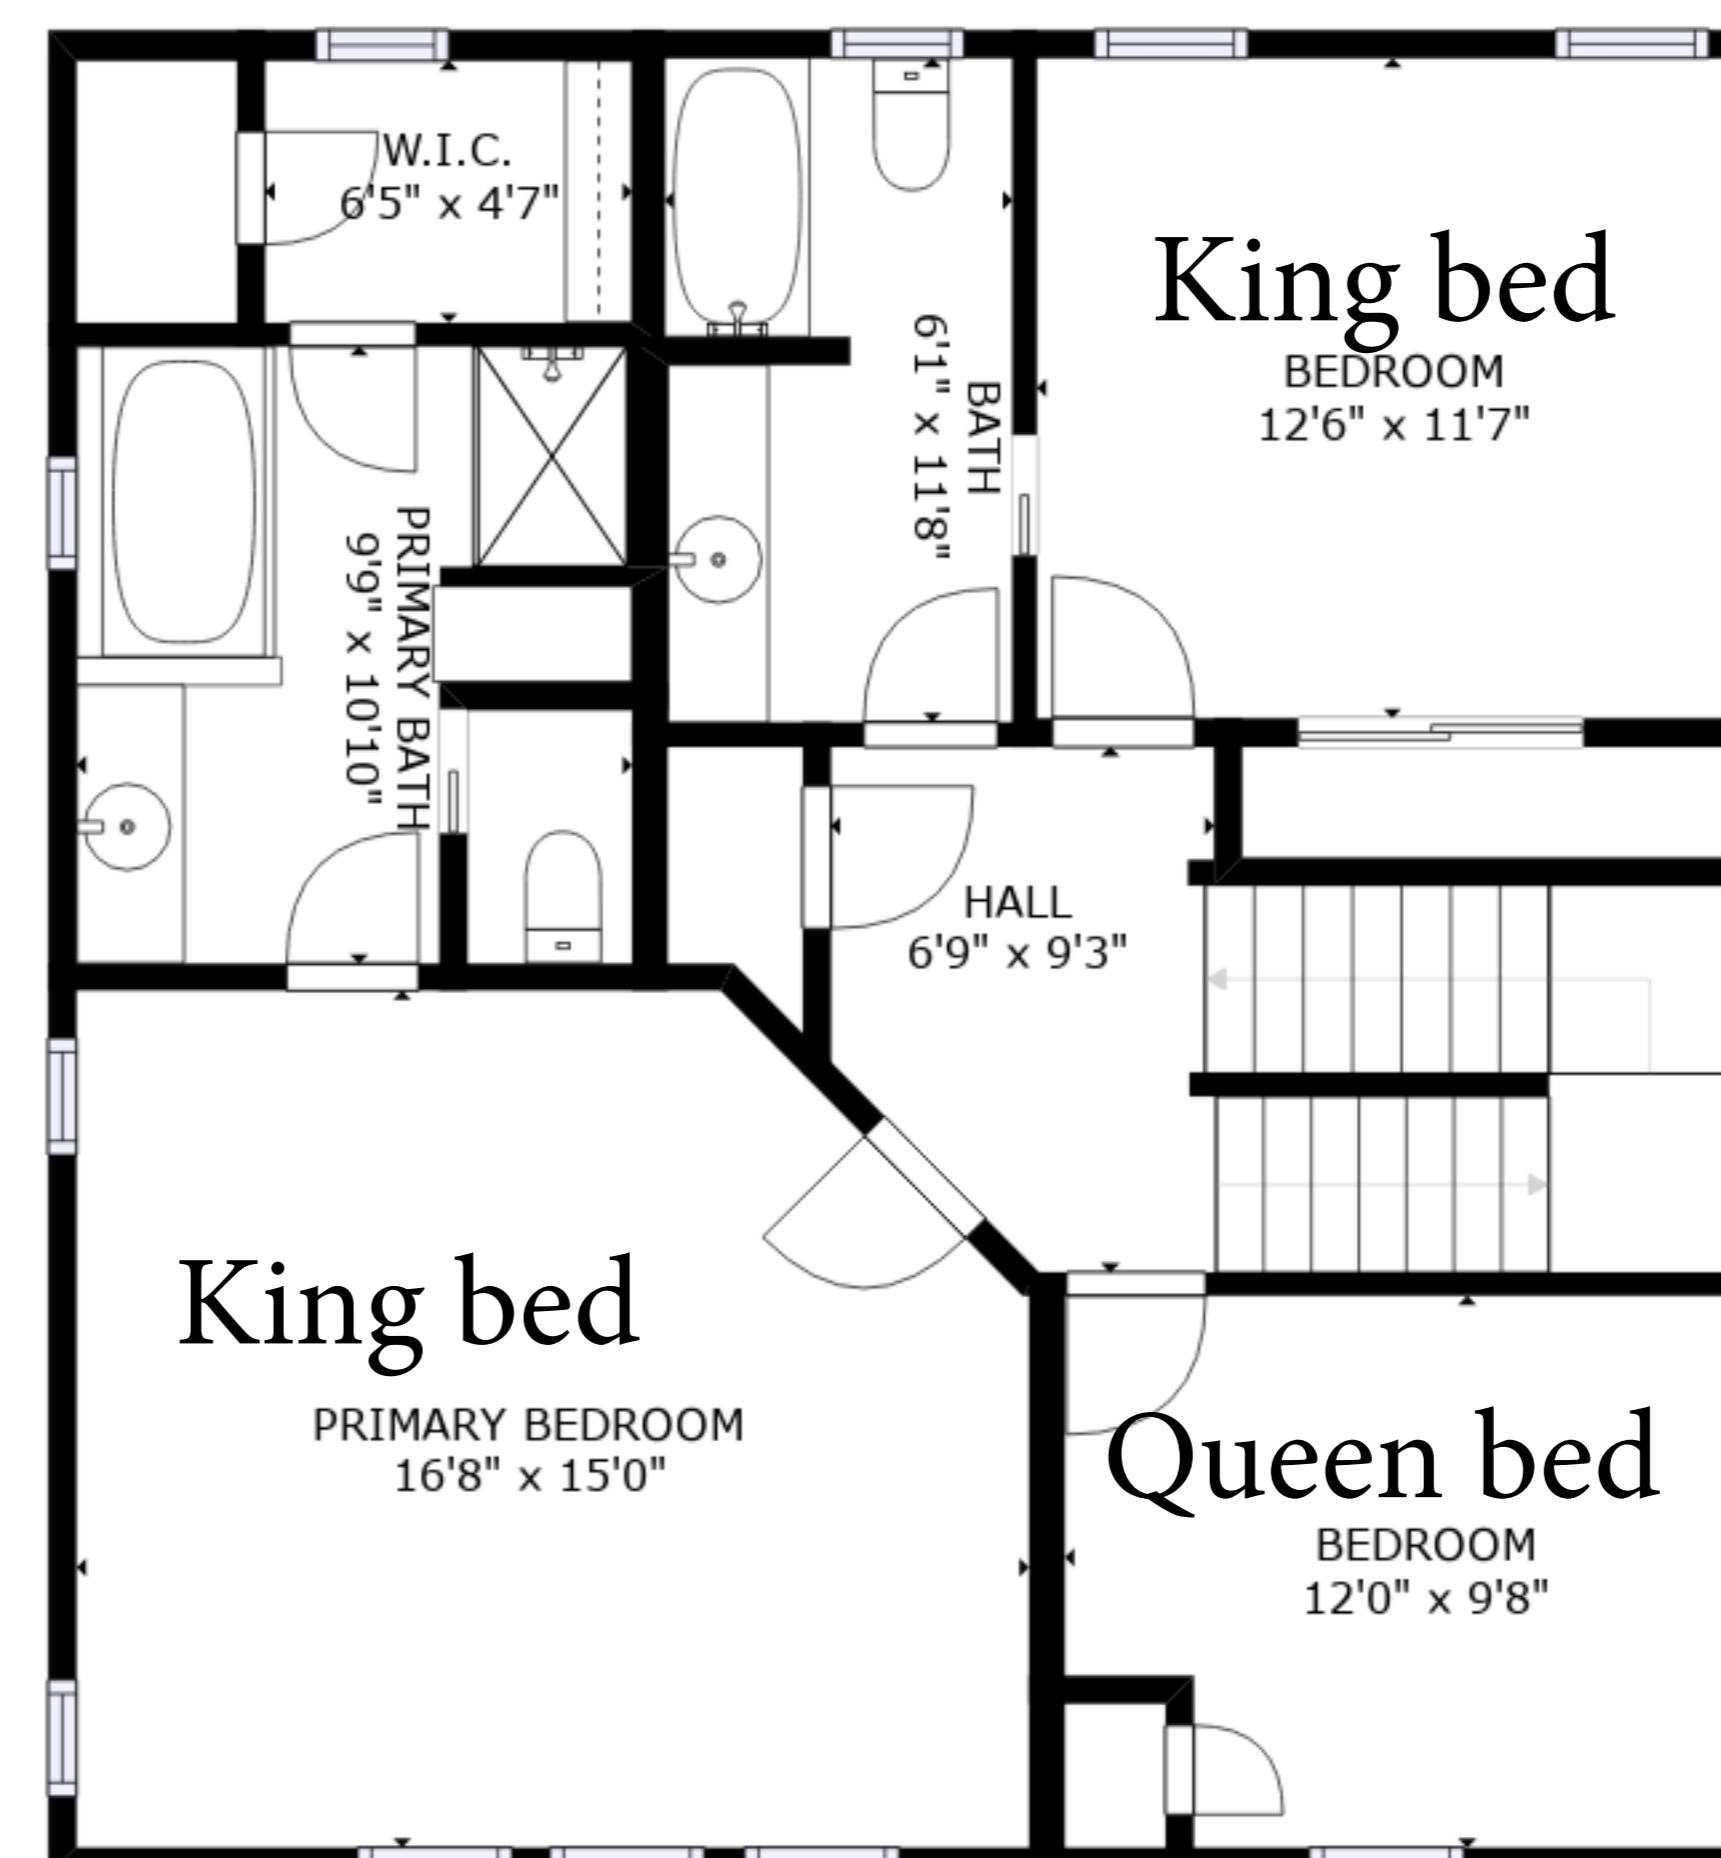 W.I.C.
6'5" x 4'7"
King bed
BEDROOM
12'6" x 11'7"
BATH
6'1" x 11'8"
PRIMARY BATH
9'9" x 10'10"
HALL
6'9" x 9'3"
King bed
PRIMARY BEDROOM
16'8" x 15'0"
Queen bed
BEDROOM
12'0" x 9'8"